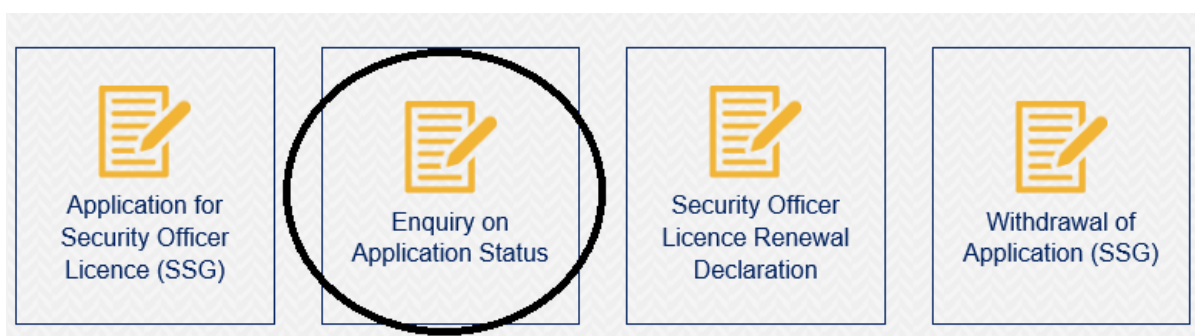 Application for
Security Officer
Licence (SSG)
Enquiry on
Application Status
Security Officer
Licence Renewal
Declaration
Withdrawal of
Application (SSG)